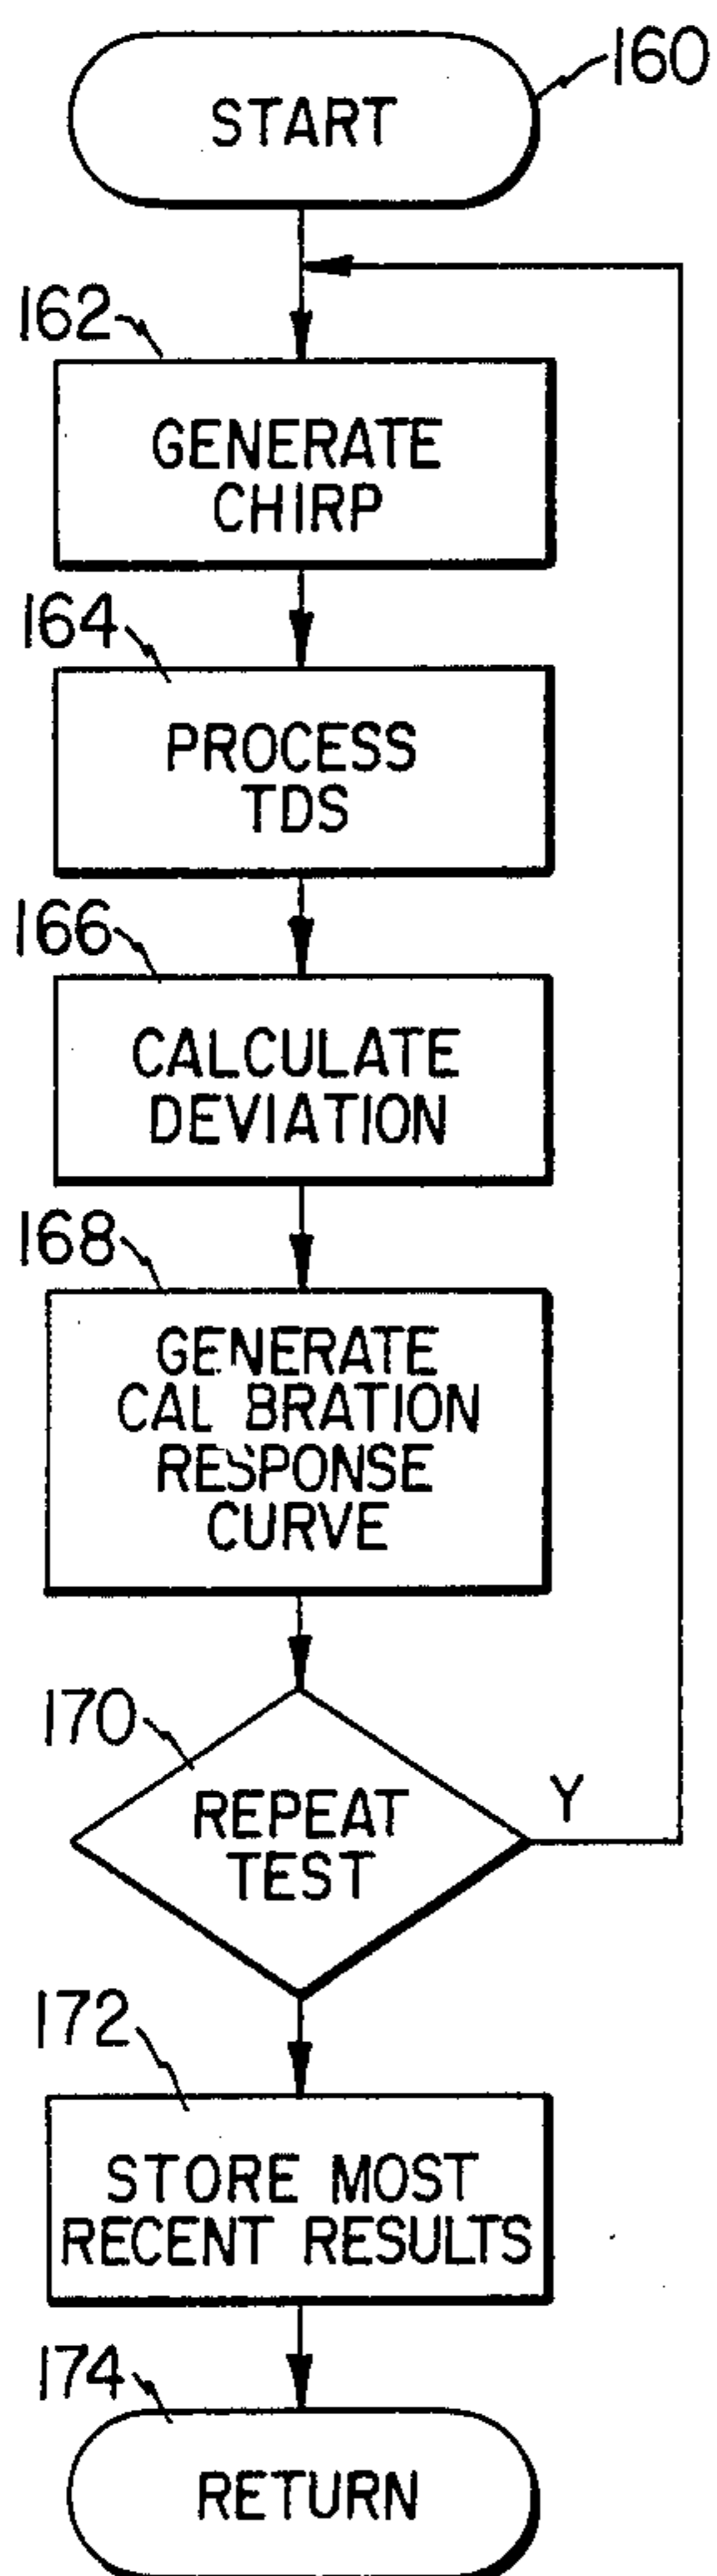 START
160
162
GENERATE
CHIRP
164
PROCESS
TDS
166
CALCULATE
DEVIATION
168
GENERATE
CAL BRATION
RESPONSE
CURVE
170
REPEAT
TEST
Y
172
STORE MOST
RECENT RESULTS
174
RETURN